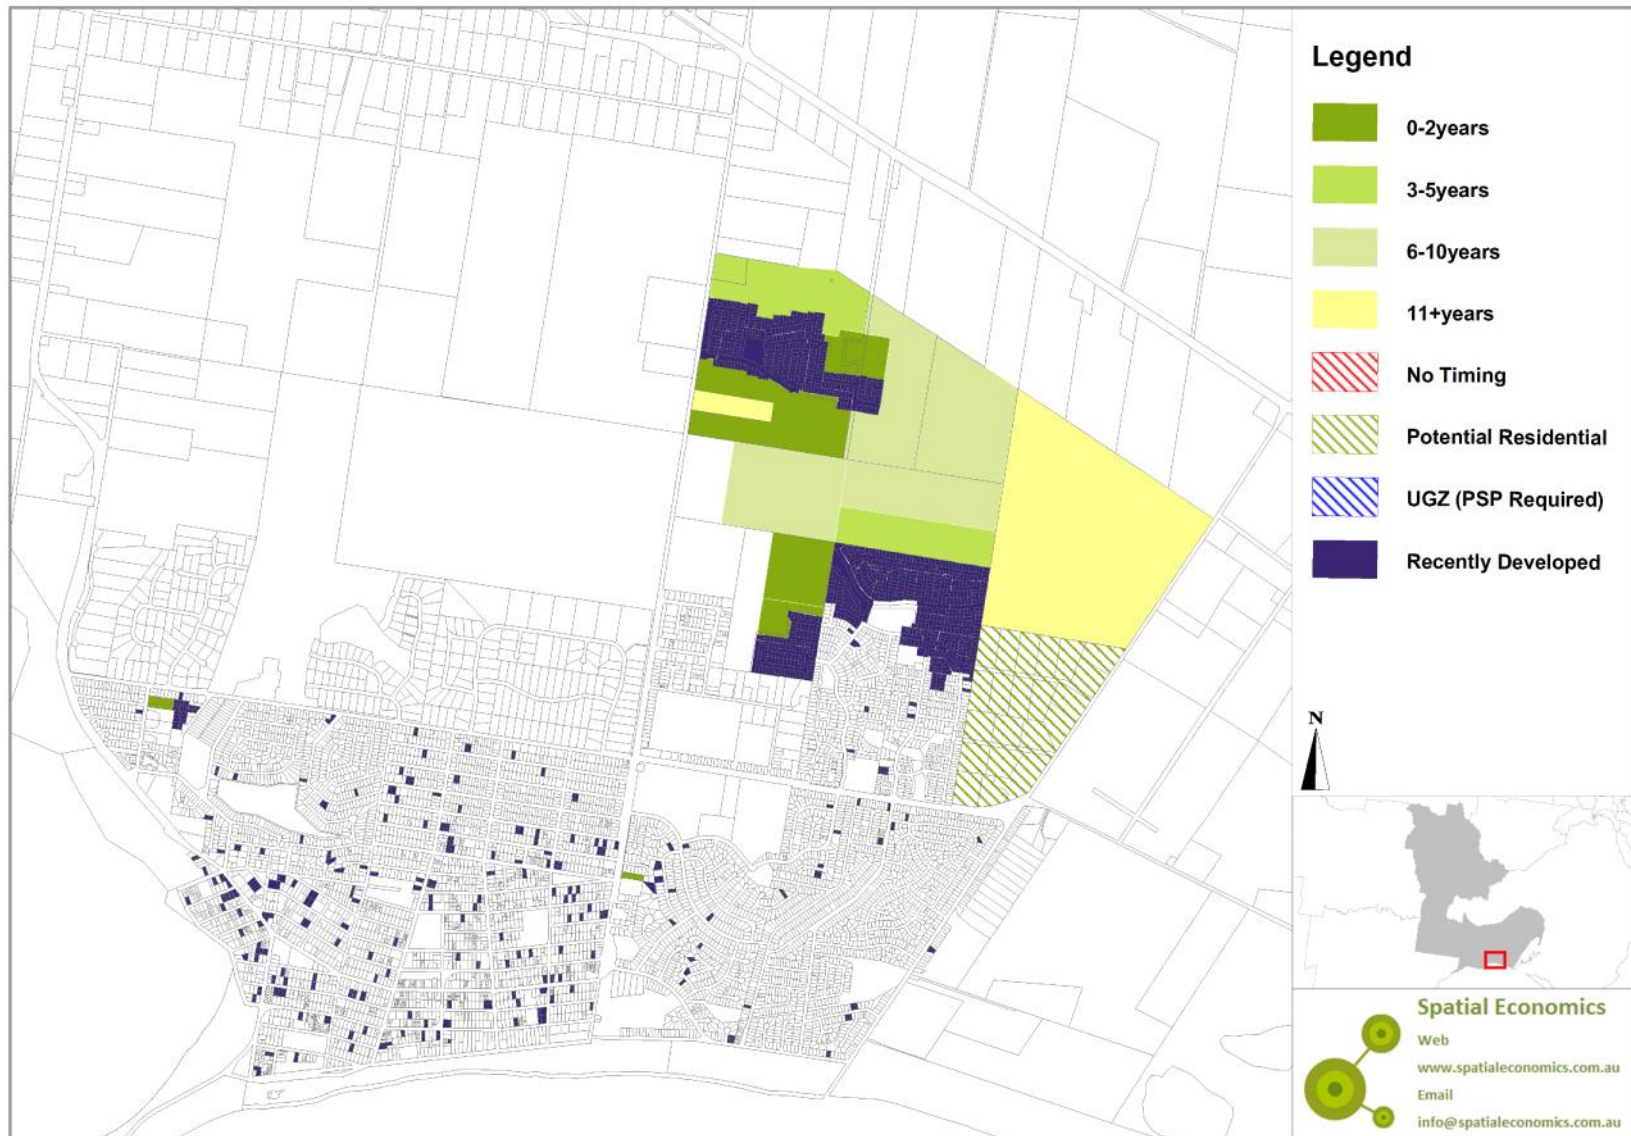 Legend
0-2years
3-5years
6-10years
11+years
No Timing
Potential Residential
UGZ (PSP Required)
Recently Developed
N
Spatial Economics
Web
www.spatialeconomics.com.au
Email
info@spatialeconomics.com.au